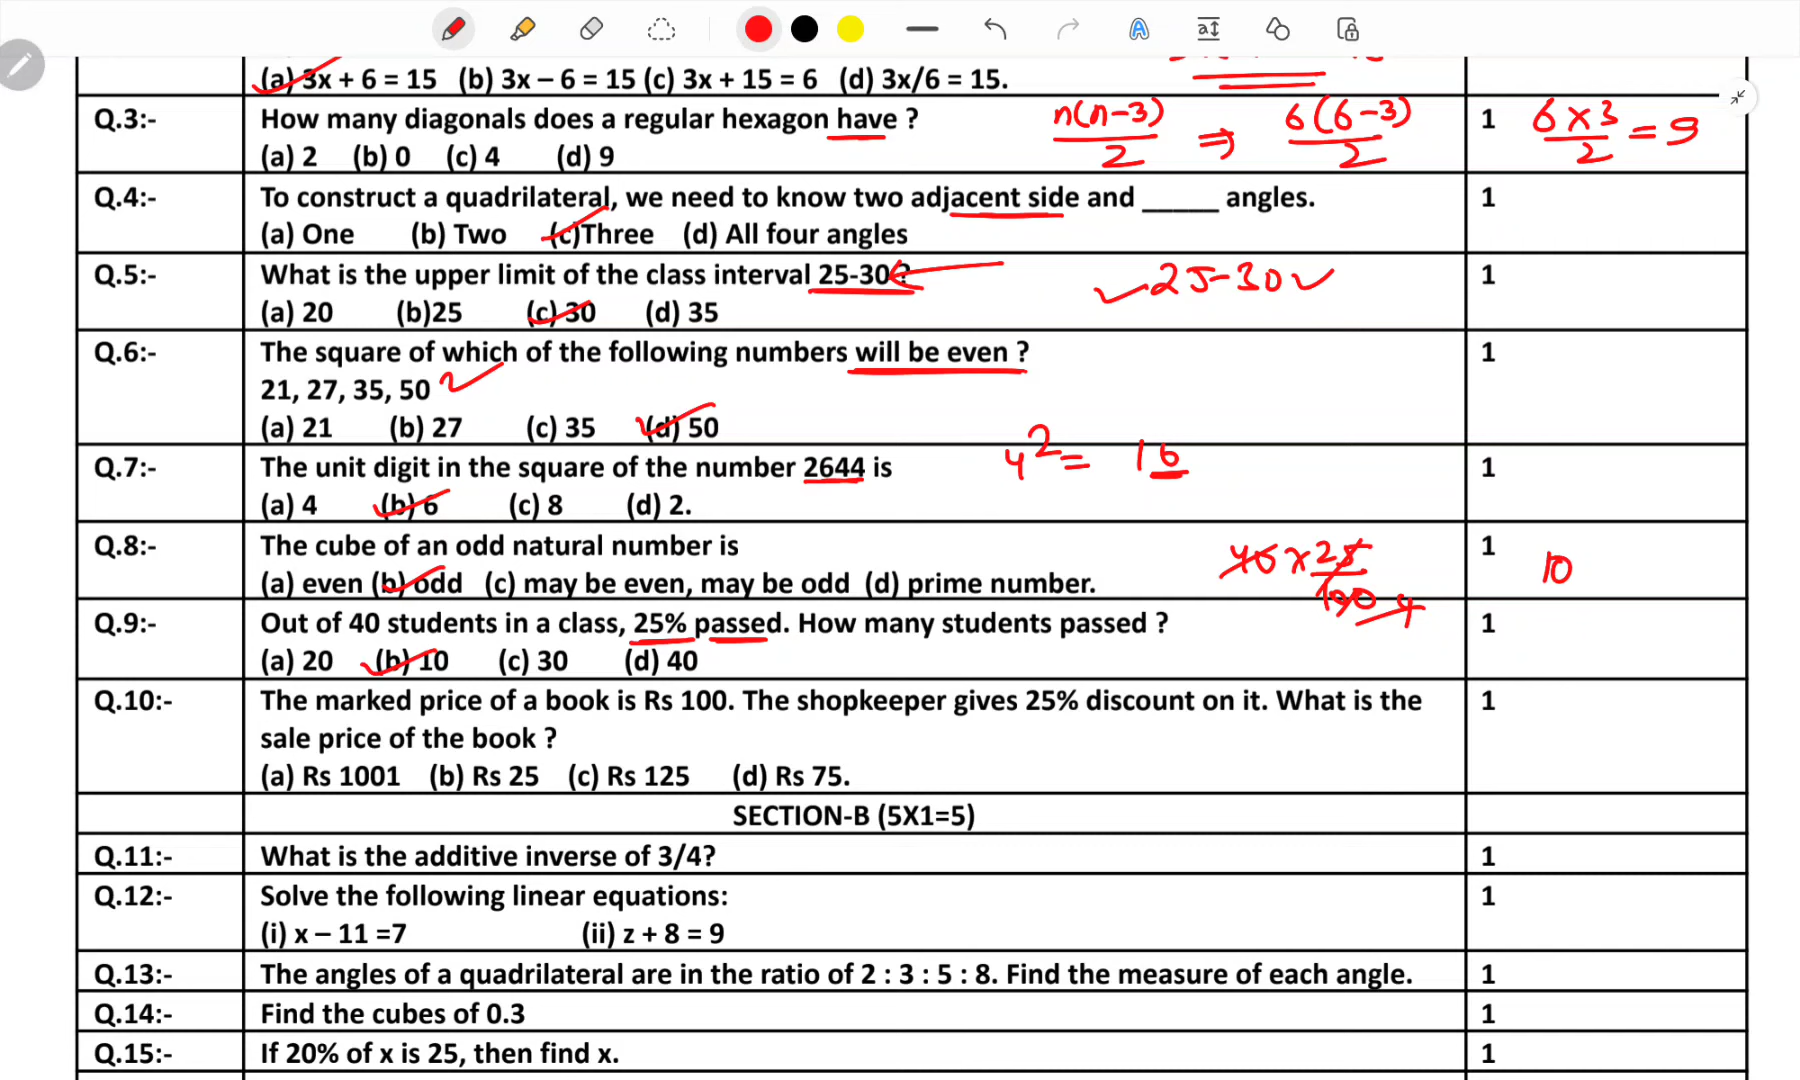 (a) 3x + 6 = 15 (b) 3x – 6 = 15 (c) 3x + 15 = 6 (d) 3x/6 = 15.
Q.3:- How many diagonals does a regular hexagon have ? n(n-3)/2 ⇒ 6(6-3)/2 1 6×3/2 = 9
(a) 2 (b) 0 (c) 4 (d) 9
Q.4:- To construct a quadrilateral, we need to know two adjacent side and _____ angles. 1
(a) One (b) Two (c)Three (d) All four angles
Q.5:- What is the upper limit of the class interval 25-30? 25-30 1
(a) 20 (b)25 (c) 30 (d) 35
Q.6:- The square of which of the following numbers will be even ? 1
21, 27, 35, 50
(a) 21 (b) 27 (c) 35 (d) 50
Q.7:- The unit digit in the square of the number 2644 is 4² = 16 1
(a) 4 (b) 6 (c) 8 (d) 2.
Q.8:- The cube of an odd natural number is 1
(a) even (b) odd (c) may be even, may be odd (d) prime number. 40×25/100 4 10
Q.9:- Out of 40 students in a class, 25% passed. How many students passed ? 1
(a) 20 (b) 10 (c) 30 (d) 40
Q.10:- The marked price of a book is Rs 100. The shopkeeper gives 25% discount on it. What is the 1
sale price of the book ?
(a) Rs 1001 (b) Rs 25 (c) Rs 125 (d) Rs 75.
SECTION-B (5X1=5)
Q.11:- What is the additive inverse of 3/4? 1
Q.12:- Solve the following linear equations: 1
(i) x – 11 =7 (ii) z + 8 = 9
Q.13:- The angles of a quadrilateral are in the ratio of 2 : 3 : 5 : 8. Find the measure of each angle. 1
Q.14:- Find the cubes of 0.3 1
Q.15:- If 20% of x is 25, then find x. 1